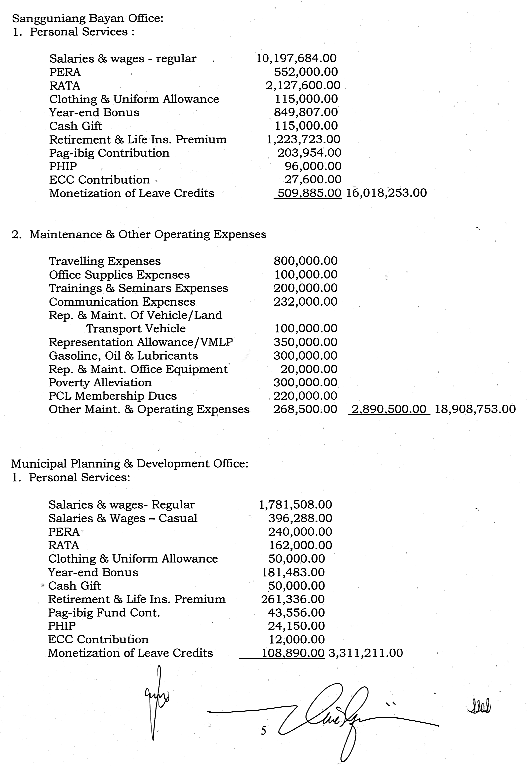 Sangguniang Bayan Office:
1. Personal Services :
Salaries & wages - regular 10,197,684.00
PERA 552,000.00
RATA 2,127,600.00
Clothing & Uniform Allowance 115,000.00
Year-end Bonus 849,807.00
Cash Gift 115,000.00
Retirement & Life Ins. Premium 1,223,723.00
Pag-ibig Contribution 203,954.00
PHIP 96,000.00
ECC Contribution 27,600.00
Monetization of Leave Credits 509,885.00 16,018,253.00
2. Maintenance & Other Operating Expenses
Travelling Expenses 800,000.00
Office Supplies Expenses 100,000.00
Trainings & Seminars Expenses 200,000.00
Communication Expenses 232,000.00
Rep. & Maint. Of Vehicle/Land
Transport Vehicle 100,000.00
Representation Allowance/VMLP 350,000.00
Gasoline, Oil & Lubricants 300,000.00
Rep. & Maint. Office Equipment 20,000.00
Poverty Alleviation 300,000.00
PCL Membership Dues 220,000.00
Other Maint. & Operating Expenses 268,500.00 2,890,500.00 18,908,753.00
Municipal Planning & Development Office:
1. Personal Services:
Salaries & wages- Regular 1,781,508.00
Salaries & Wages – Casual 396,288.00
PERA 240,000.00
RATA 162,000.00
Clothing & Uniform Allowance 50,000.00
Year-end Bonus 181,483.00
Cash Gift 50,000.00
Retirement & Life Ins. Premium 261,336.00
Pag-ibig Fund Cont. 43,556.00
PHIP 24,150.00
ECC Contribution 12,000.00
Monetization of Leave Credits 108,890.00 3,311,211.00
5